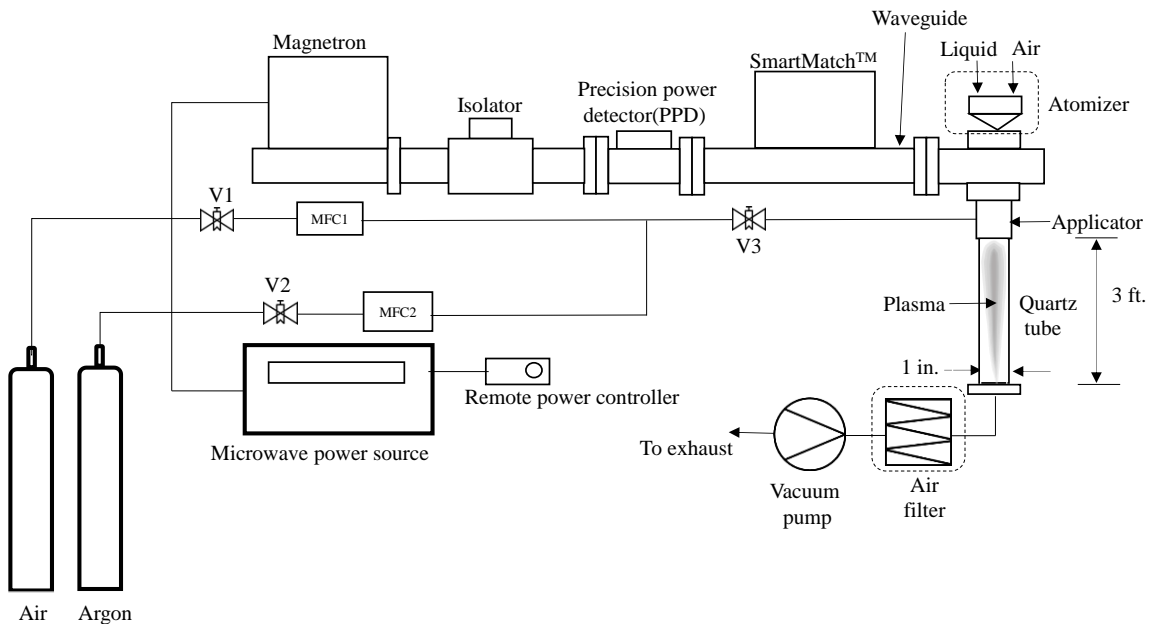 Waveguide
Magnetron
SmartMatch™
Liquid Air
Isolator
Precision power
detector(PPD)
Atomizer
V1
MFC1
V3
Applicator
V2
MFC2
Plasma
Quartz
tube
3 ft.
1 in.
Remote power controller
Microwave power source
To exhaust
Vacuum
pump
Air
filter
Air
Argon